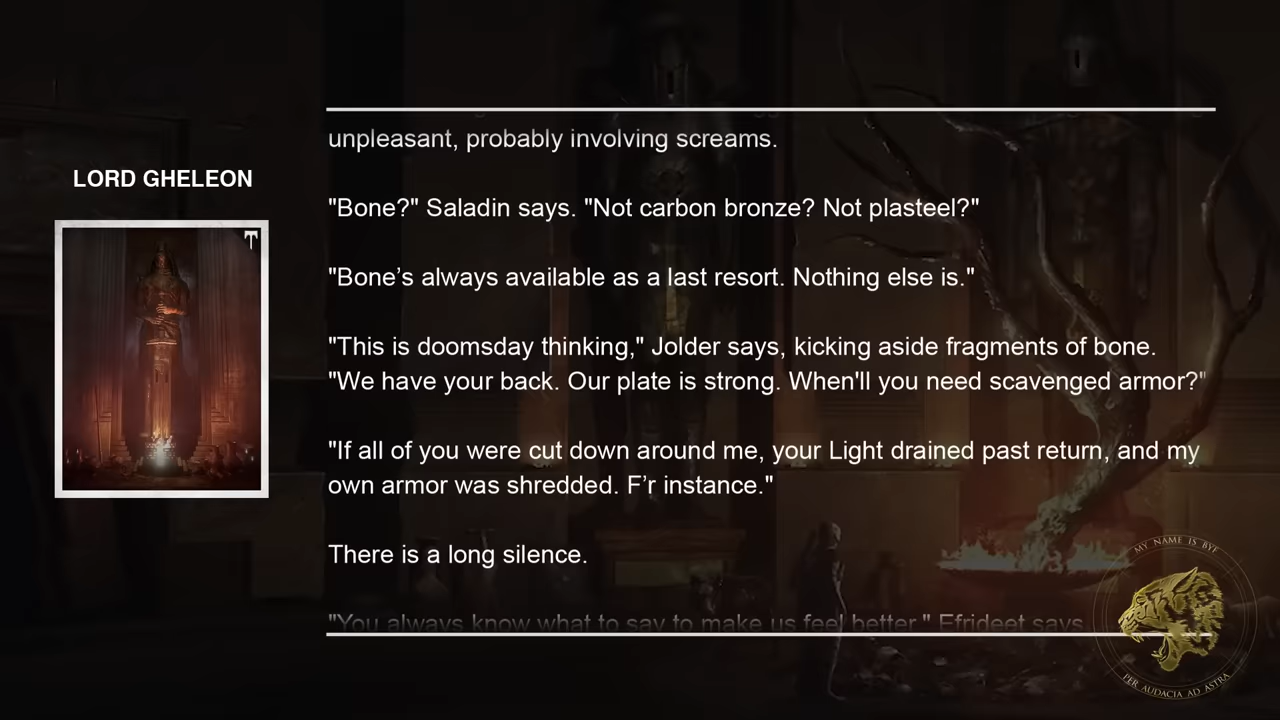 LORD GHELEON
T
unpleasant, probably involving screams.
"Bone?" Saladin says. "Not carbon bronze? Not plasteel?"
"Bone’s always available as a last resort. Nothing else is."
"This is doomsday thinking," Jolder says, kicking aside fragments of bone.
"We have your back. Our plate is strong. When'll you need scavenged armor?"
"If all of you were cut down around me, your Light drained past return, and my
own armor was shredded. F’r instance."
There is a long silence.
"You always know what to say to make us feel better," Efrideet says.
MY NAME IS BYF
PER AUDACIA AD ASTRA